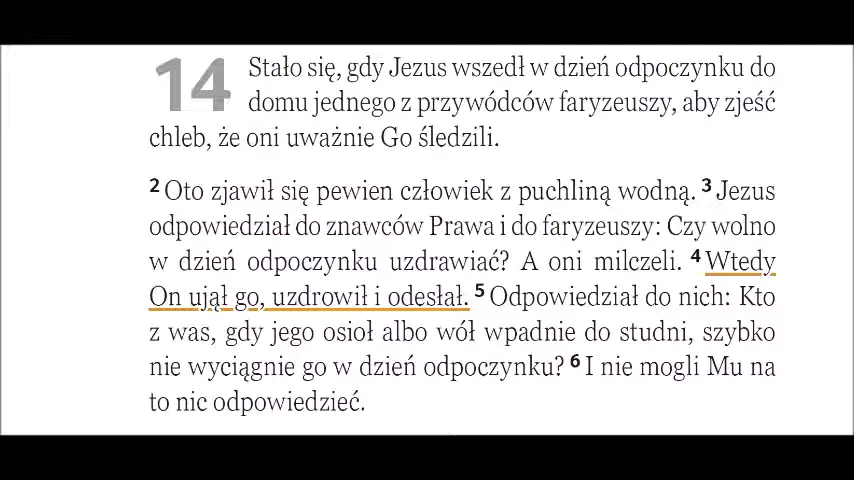 14 Stało się, gdy Jezus wszedł w dzień odpoczynku do
domu jednego z przywódców faryzeuszy, aby zjeść
chleb, że oni uważnie Go śledzili.
2 Oto zjawił się pewien człowiek z puchliną wodną. 3 Jezus
odpowiedział do znawców Prawa i do faryzeuszy: Czy wolno
w dzień odpoczynku uzdrawiać? A oni milczeli. 4 Wtedy
On ujął go, uzdrowił i odesłał. 5 Odpowiedział do nich: Kto
z was, gdy jego osioł albo wół wpadnie do studni, szybko
nie wyciągnie go w dzień odpoczynku? 6 I nie mogli Mu na
to nic odpowiedzieć.